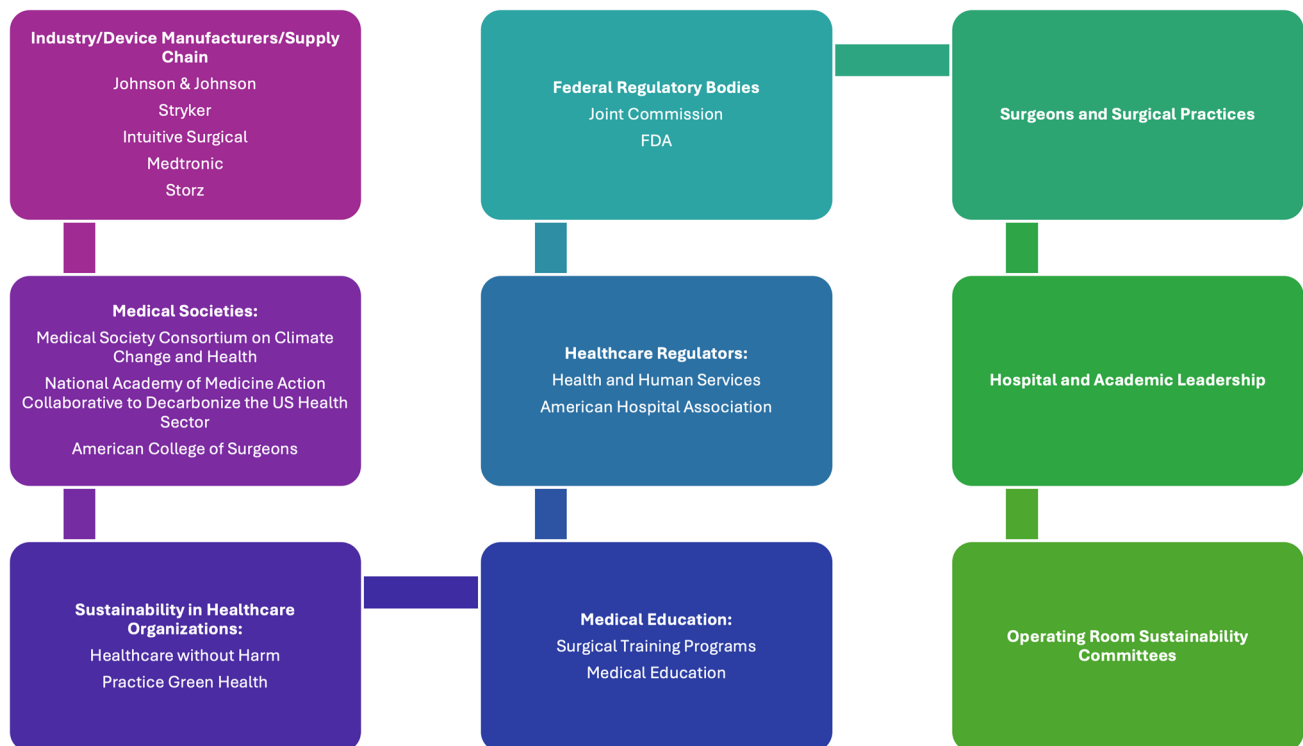 Industry/Device Manufacturers/Supply
Chain
Johnson & Johnson
Stryker
Intuitive Surgical
Medtronic
Storz
Medical Societies:
Medical Society Consortium on Climate
Change and Health
National Academy of Medicine Action
Collaborative to Decarbonize the US Health
Sector
American College of Surgeons
Sustainability in Healthcare
Organizations:
Healthcare without Harm
Practice Green Health
Medical Education:
Surgical Training Programs
Medical Education
Healthcare Regulators:
Health and Human Services
American Hospital Association
Federal Regulatory Bodies
Joint Commission
FDA
Surgeons and Surgical Practices
Hospital and Academic Leadership
Operating Room Sustainability
Committees